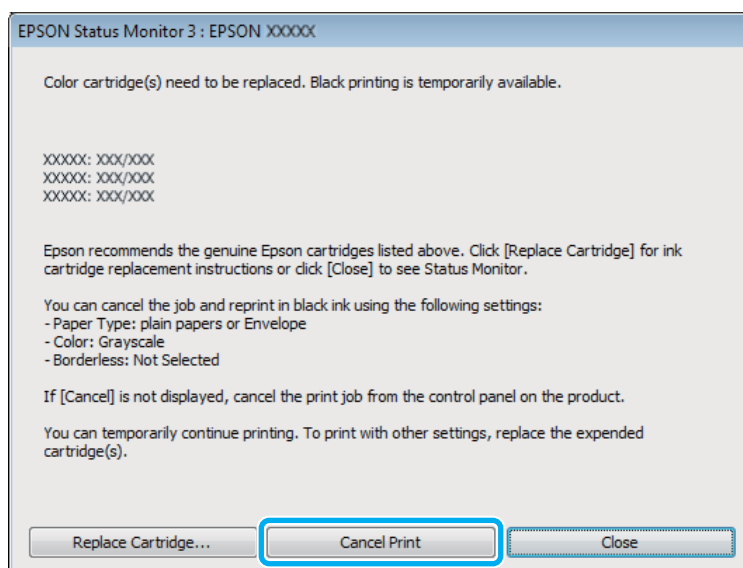 EPSON Status Monitor 3 : EPSON XXXXX
Color cartridge(s) need to be replaced. Black printing is temporarily available.
XXXXX: XXX/XXX
XXXXX: XXX/XXX
XXXXX: XXX/XXX
Epson recommends the genuine Epson cartridges listed above. Click [Replace Cartridge] for ink
cartridge replacement instructions or click [Close] to see Status Monitor.
You can cancel the job and reprint in black ink using the following settings:
- Paper Type: plain papers or Envelope
- Color: Grayscale
- Borderless: Not Selected
If [Cancel] is not displayed, cancel the print job from the control panel on the product.
You can temporarily continue printing. To print with other settings, replace the expended
cartridge(s).
Replace Cartridge... Cancel Print Close